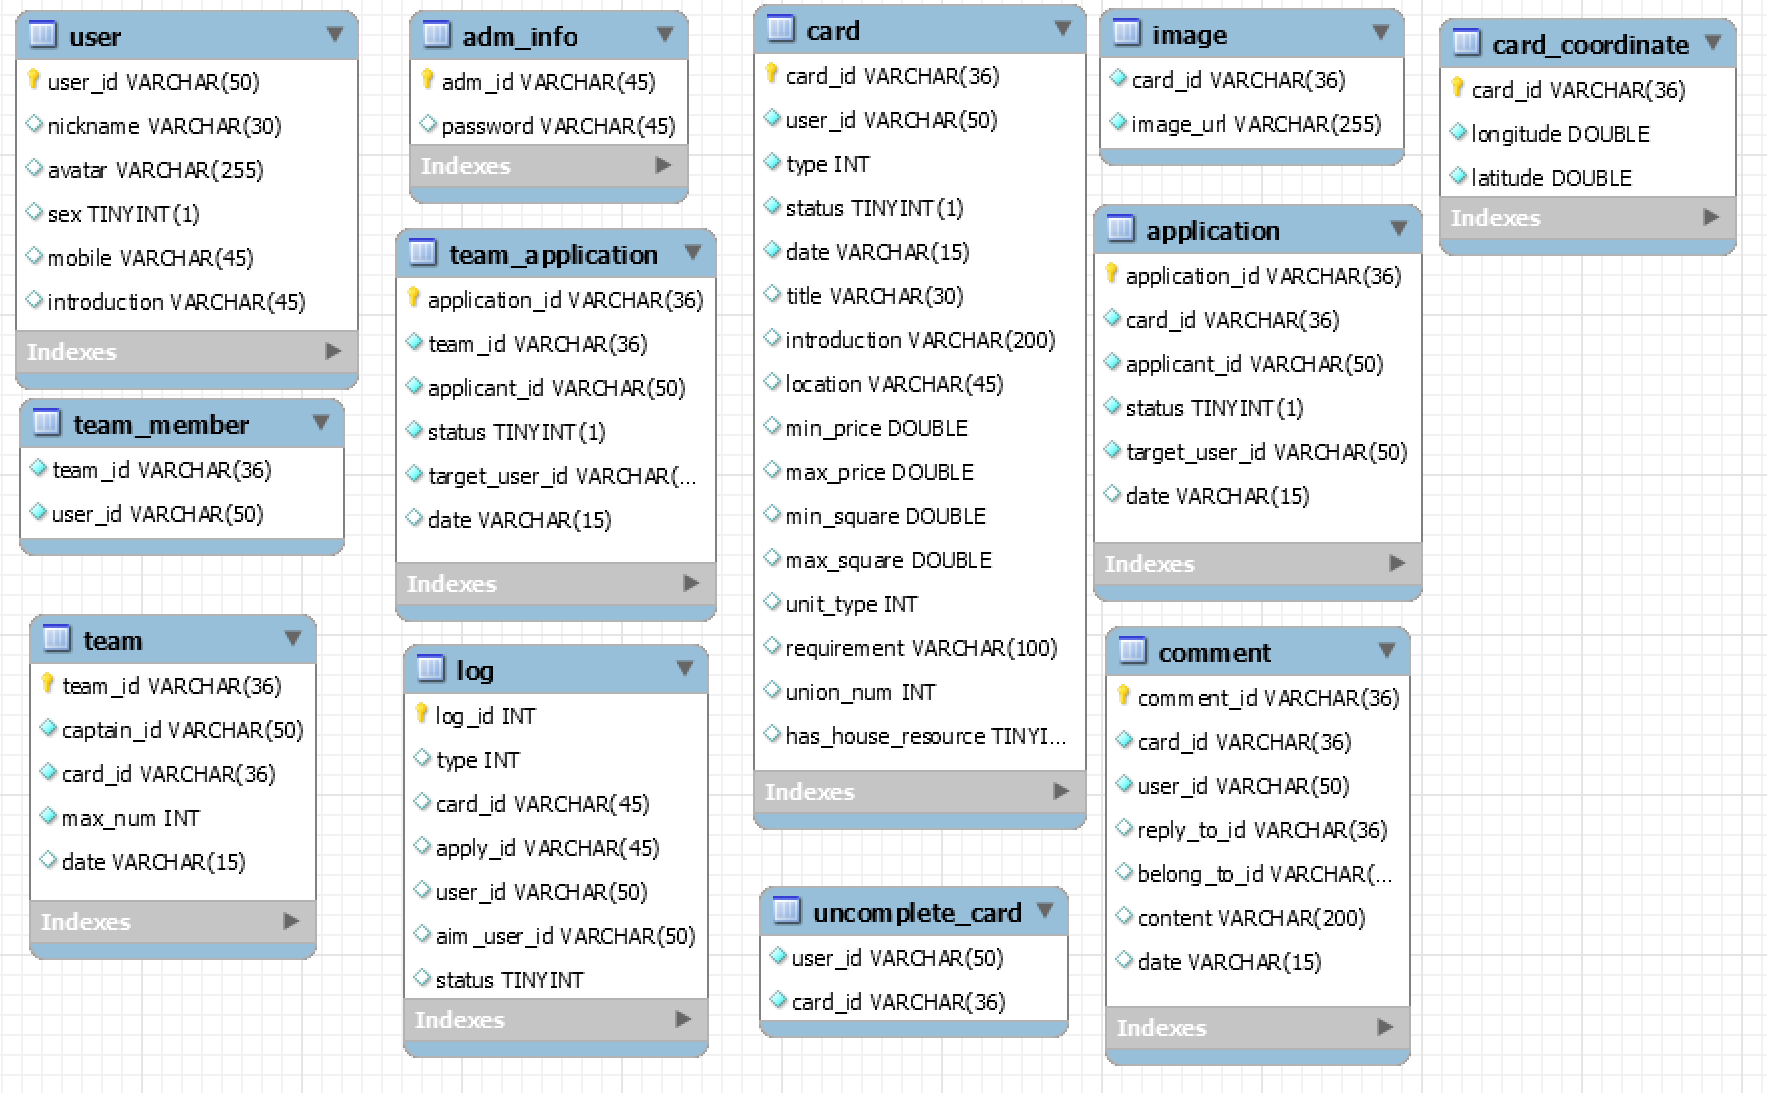 user
user_id VARCHAR(50)
nickname VARCHAR(30)
avatar VARCHAR(255)
sex TINYINT(1)
mobile VARCHAR(45)
introduction VARCHAR(45)
Indexes
team_member
team_id VARCHAR(36)
user_id VARCHAR(50)
team
team_id VARCHAR(36)
captain_id VARCHAR(50)
card_id VARCHAR(36)
max_num INT
date VARCHAR(15)
Indexes
adm_info
adm_id VARCHAR(45)
password VARCHAR(45)
Indexes
team_application
application_id VARCHAR(36)
team_id VARCHAR(36)
applicant_id VARCHAR(50)
status TINYINT(1)
target_user_id VARCHAR(...
date VARCHAR(15)
Indexes
log
log_id INT
type INT
card_id VARCHAR(45)
apply_id VARCHAR(45)
user_id VARCHAR(50)
aim_user_id VARCHAR(50)
status TINYINT
Indexes
card
card_id VARCHAR(36)
user_id VARCHAR(50)
type INT
status TINYINT(1)
date VARCHAR(15)
title VARCHAR(30)
introduction VARCHAR(200)
location VARCHAR(45)
min_price DOUBLE
max_price DOUBLE
min_square DOUBLE
max_square DOUBLE
unit_type INT
requirement VARCHAR(100)
union_num INT
has_house_resource TINYI...
Indexes
uncomplete_card
user_id VARCHAR(50)
card_id VARCHAR(36)
image
card_id VARCHAR(36)
image_url VARCHAR(255)
application
application_id VARCHAR(36)
card_id VARCHAR(36)
applicant_id VARCHAR(50)
status TINYINT(1)
target_user_id VARCHAR(50)
date VARCHAR(15)
Indexes
comment
comment_id VARCHAR(36)
card_id VARCHAR(36)
user_id VARCHAR(50)
reply_to_id VARCHAR(36)
belong_to_id VARCHAR(...
content VARCHAR(200)
date VARCHAR(15)
Indexes
card_coordinate
card_id VARCHAR(36)
longitude DOUBLE
latitude DOUBLE
Indexes